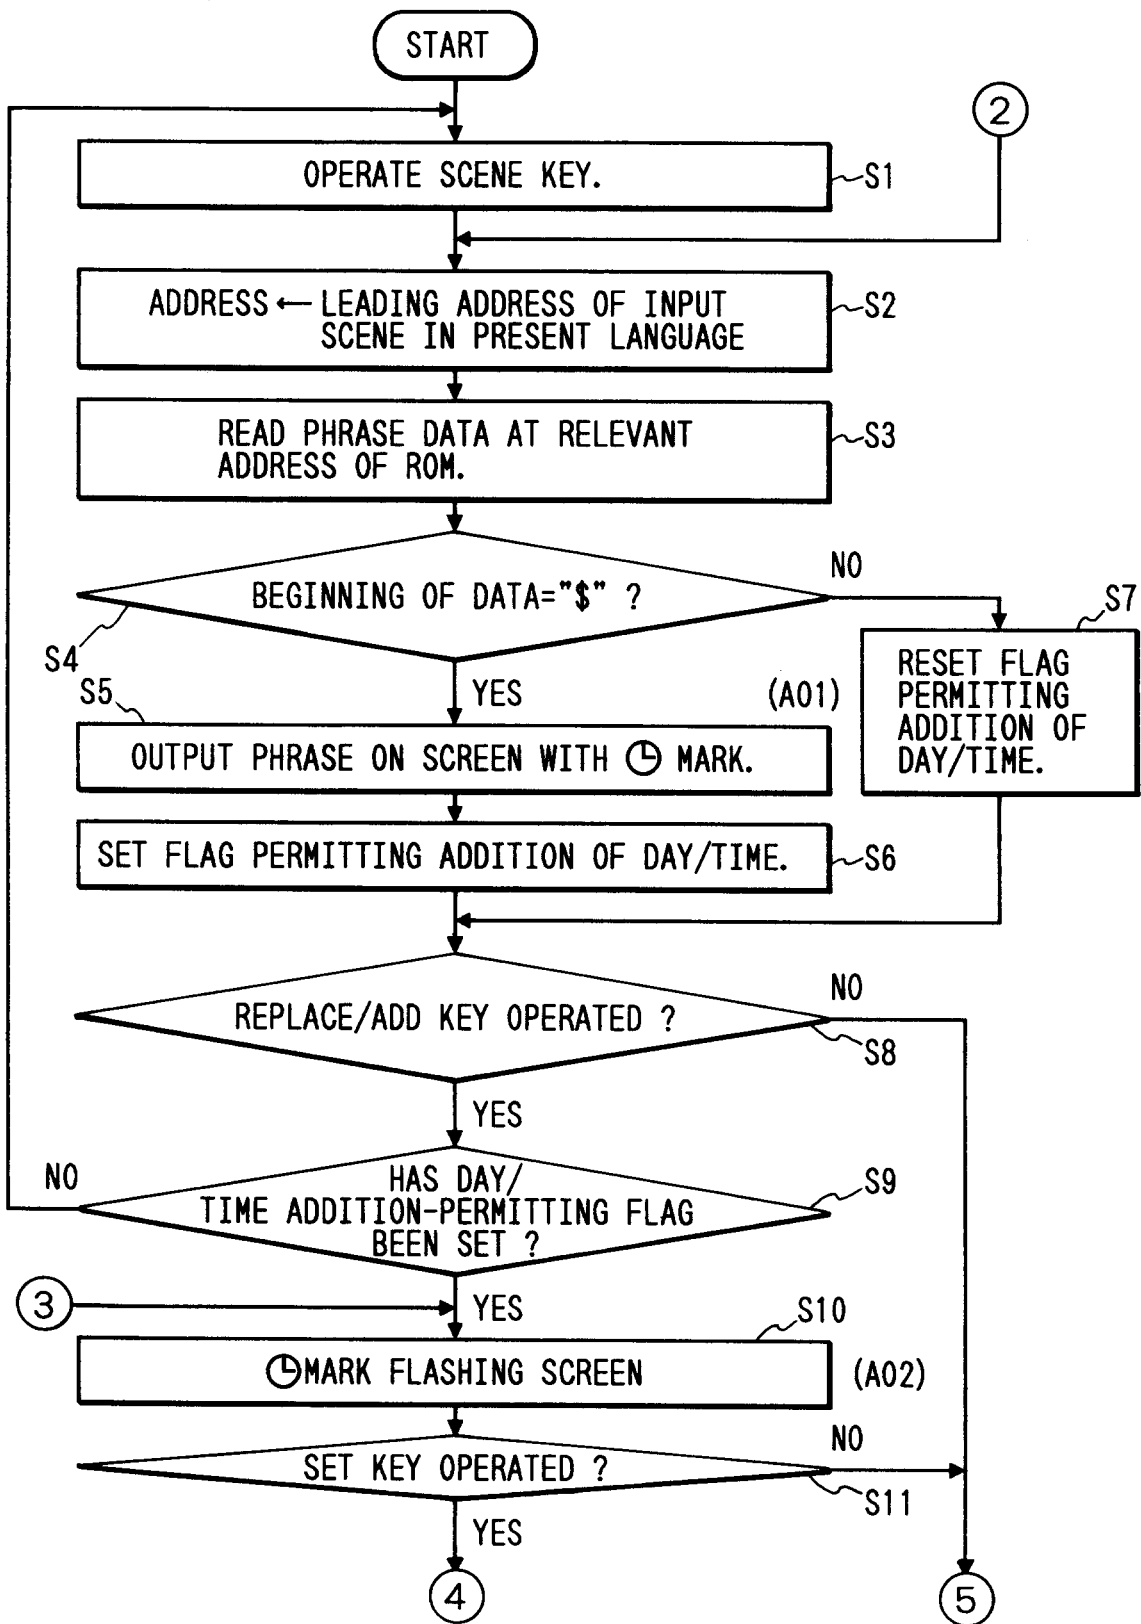 START
2
OPERATE SCENE KEY.
S1
ADDRESS ← LEADING ADDRESS OF INPUT
SCENE IN PRESENT LANGUAGE
S2
READ PHRASE DATA AT RELEVANT
ADDRESS OF ROM.
S3
BEGINNING OF DATA="$" ?
NO
S4
S7
RESET FLAG
PERMITTING
ADDITION OF
DAY/TIME.
YES
S5
(A01)
OUTPUT PHRASE ON SCREEN WITH MARK.
SET FLAG PERMITTING ADDITION OF DAY/TIME.
S6
REPLACE/ADD KEY OPERATED ?
NO
S8
YES
NO
HAS DAY/
TIME ADDITION-PERMITTING FLAG
BEEN SET ?
S9
3
YES
S10
MARK FLASHING SCREEN
(A02)
SET KEY OPERATED ?
NO
S11
YES
4
5